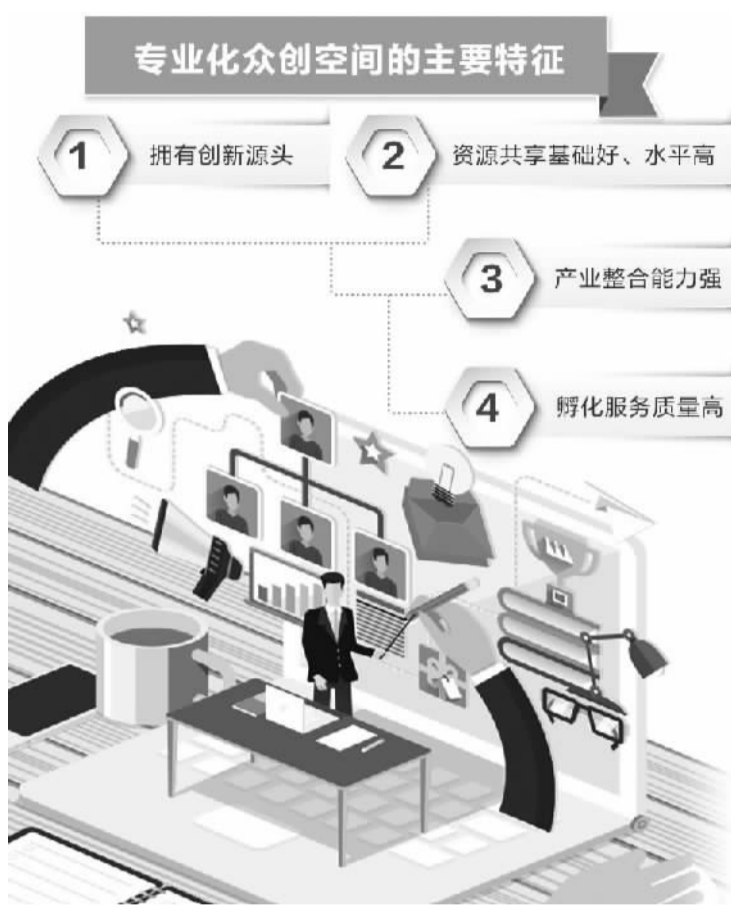 专业化众创空间的主要特征
1 拥有创新源头
2 资源共享基础好、水平高
3 产业整合能力强
4 孵化服务质量高